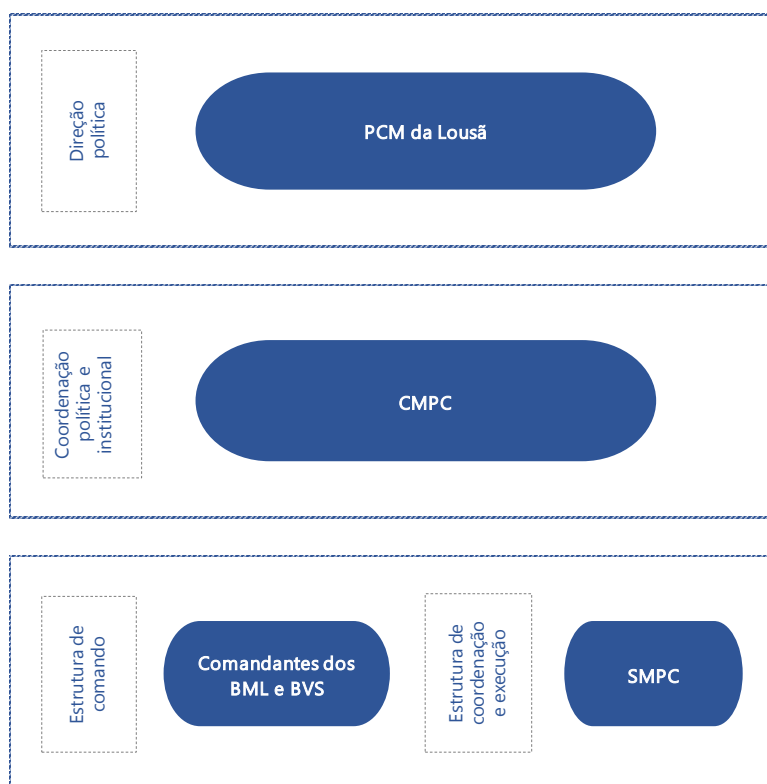 Direção
política
PCM da Lousã
Coordenação
política e
institucional
CMPC
Estrutura de
comando
Comandantes dos
BML e BVS
Estrutura de
coordenação
e execução
SMPC